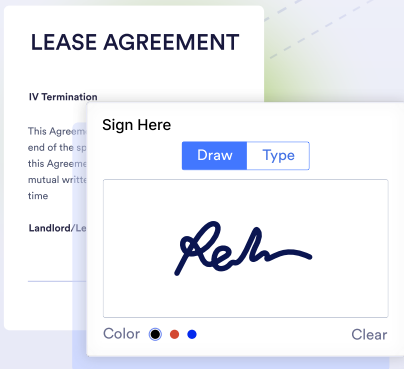 LEASE AGREEMENT
IV Termination
This Agreeme
end of the sp
this Agreeme
mutual writte
time
Landlord/Le
Sign Here
Draw
Type
Color
Clear